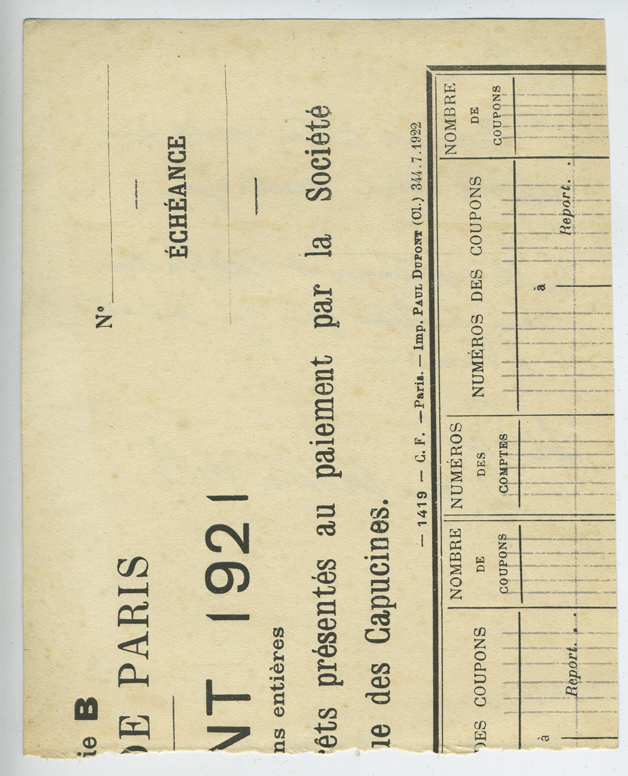 ie B
DE PARIS
N°
—
ÉCHÉANCE
NT 1921
—
ns entières
êts présentés au paiement par la Société
ue des Capucines.
— 1419 — C. F. — Paris. — Imp. PAUL DUPONT (Cl.) 344.7.1922
DES COUPONS
NOMBRE DE COUPONS
NUMÉROS DES COMPTES
NUMÉROS DES COUPONS
NOMBRE DE COUPONS
à
à
Report. . .
Report. .